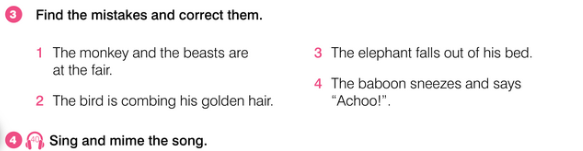 3 Find the mistakes and correct them.
1 The monkey and the beasts are
at the fair.
2 The bird is combing his golden hair.
3 The elephant falls out of his bed.
4 The baboon sneezes and says
“Achoo!”.
4 40 Sing and mime the song.